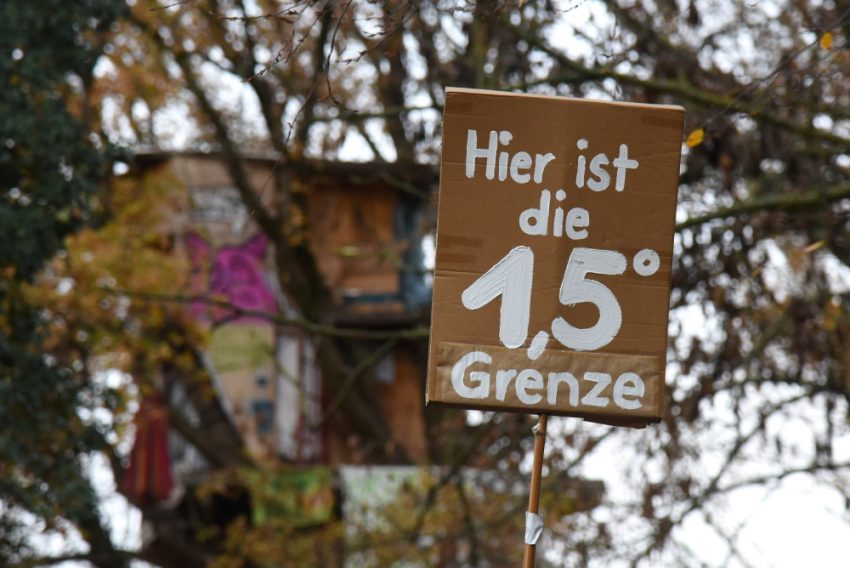 Hier ist
die
1,5°
Grenze